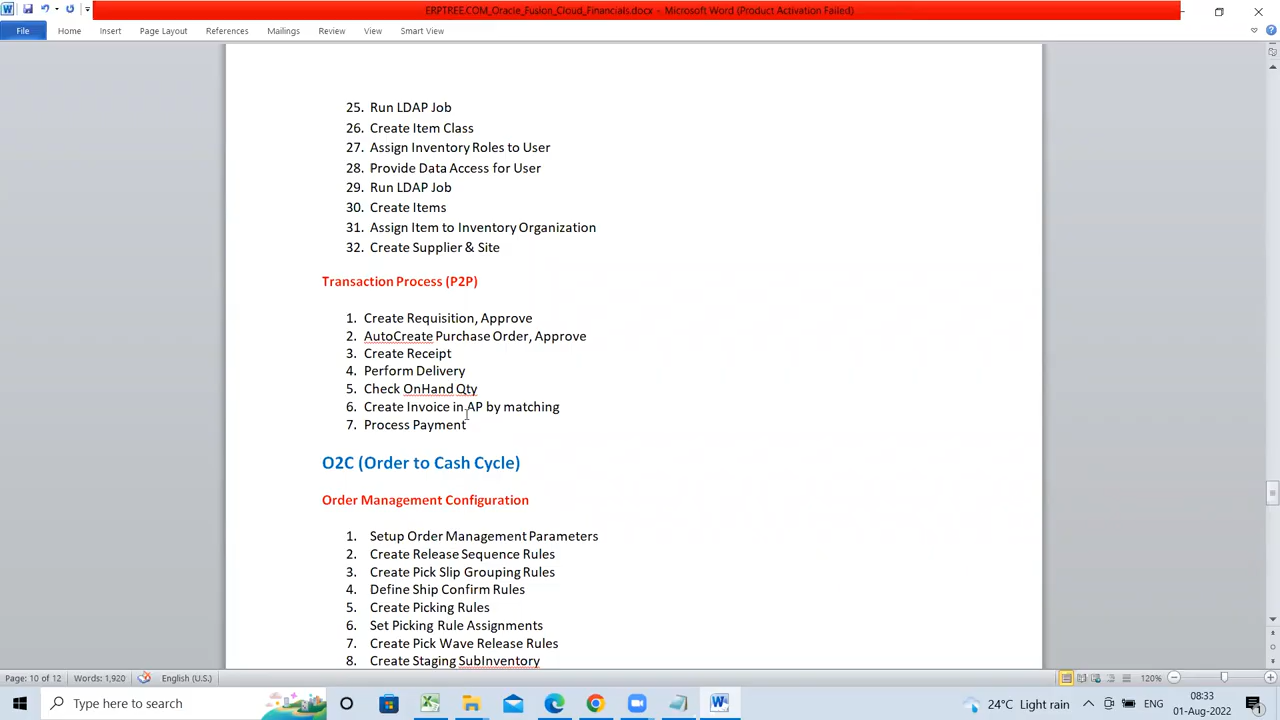 ERPTREE.COM_Oracle_Fusion_Cloud_Financials.docx - Microsoft Word (Product Activation Failed)
File Home Insert Page Layout References Mailings Review View Smart View
25. Run LDAP Job
26. Create Item Class
27. Assign Inventory Roles to User
28. Provide Data Access for User
29. Run LDAP Job
30. Create Items
31. Assign Item to Inventory Organization
32. Create Supplier & Site
Transaction Process (P2P)
1. Create Requisition, Approve
2. AutoCreate Purchase Order, Approve
3. Create Receipt
4. Perform Delivery
5. Check OnHand Qty
6. Create Invoice in AP by matching
7. Process Payment
O2C (Order to Cash Cycle)
Order Management Configuration
1. Setup Order Management Parameters
2. Create Release Sequence Rules
3. Create Pick Slip Grouping Rules
4. Define Ship Confirm Rules
5. Create Picking Rules
6. Set Picking Rule Assignments
7. Create Pick Wave Release Rules
8. Create Staging SubInventory
Page: 10 of 12 Words: 1,920 English (U.S.) 120%
Type here to search 24°C Light rain ENG 08:33
01-Aug-2022